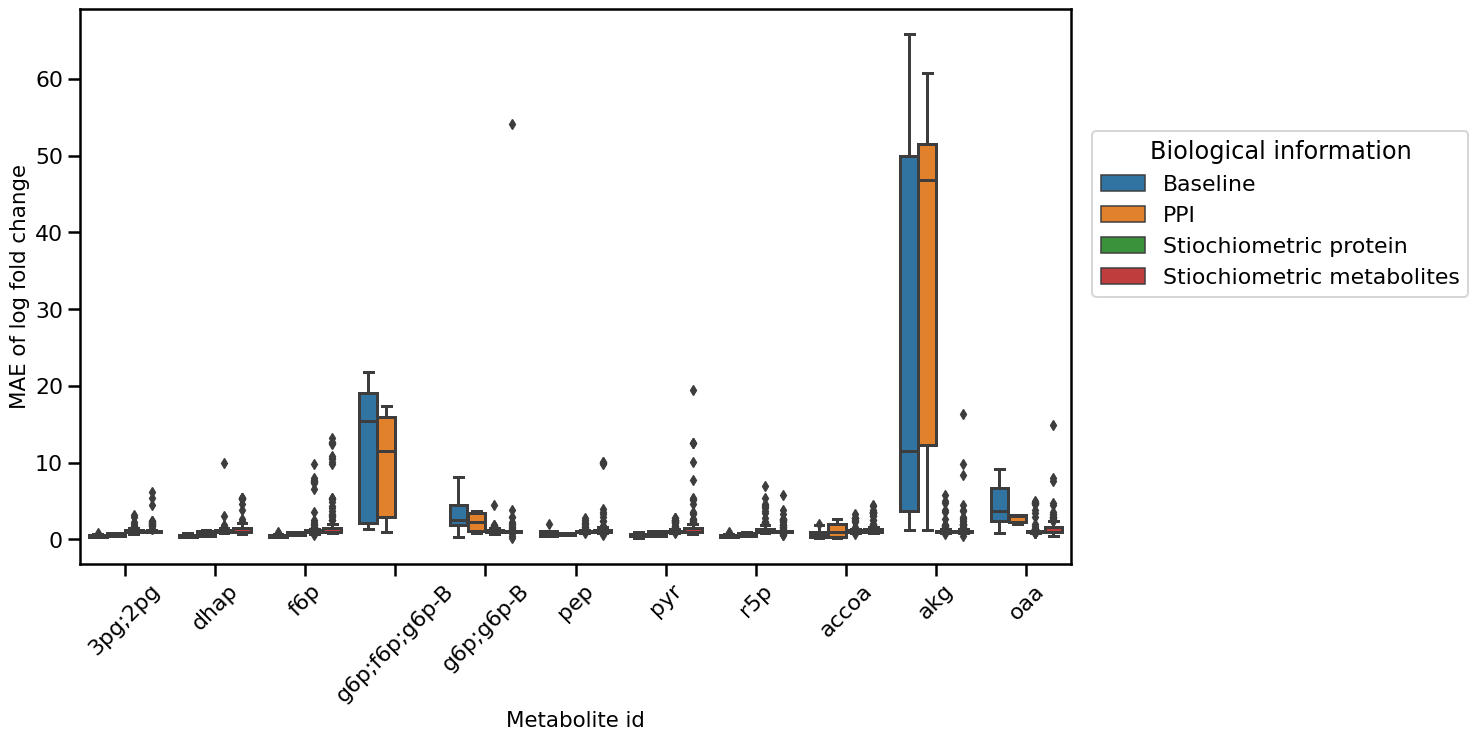 MAE of log fold change
60
50
40
30
20
10
0
3pg;2pg
dhap
f6p
g6p;f6p;g6p-B
g6p;g6p-B
pep
pyr
r5p
accoa
akg
oaa
Metabolite id
Biological information
Baseline
PPI
Stiochiometric protein
Stiochiometric metabolites